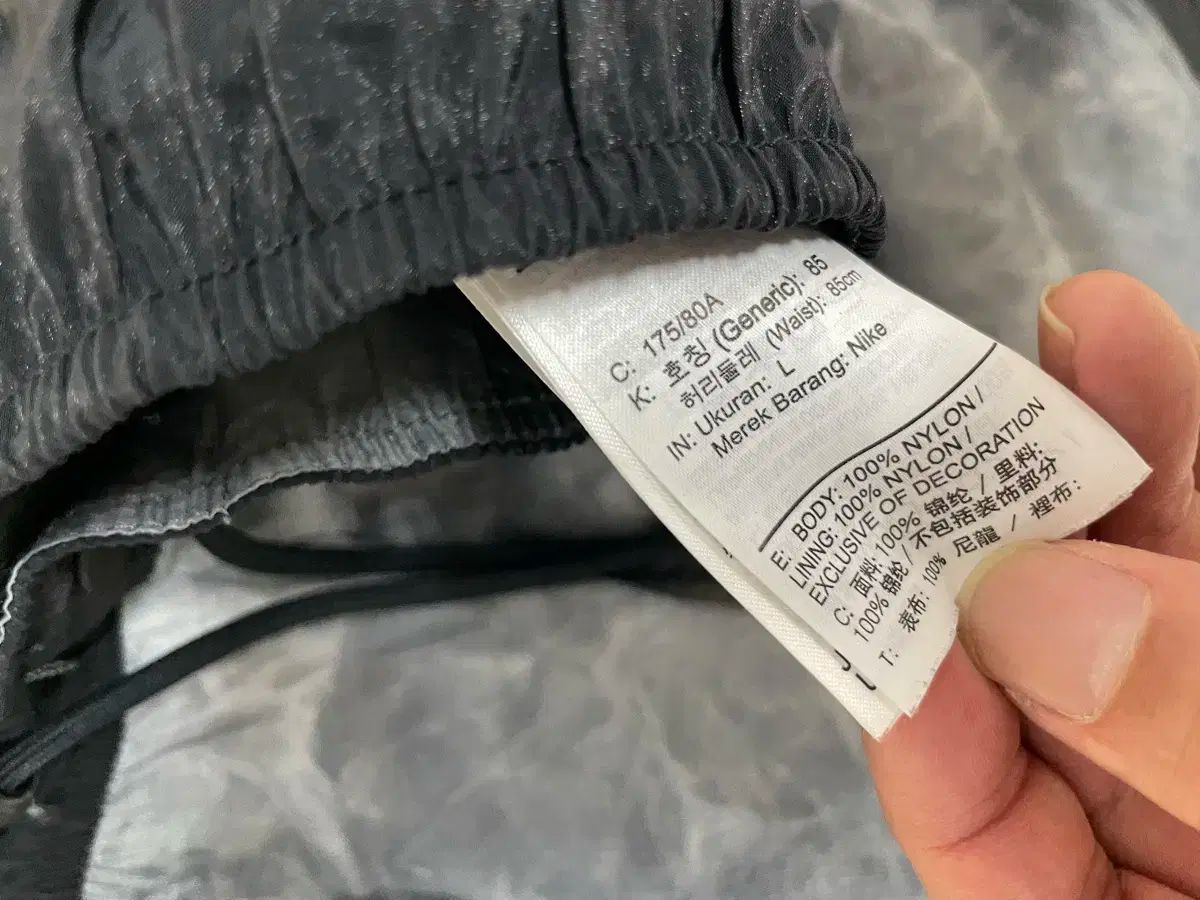 C: 175/80A
K: 호칭 (Generic): 85
허리둘레 (Waist): 85cm
IN: Ukuran: L
Merek Barang: Nike
E: BODY: 100% NYLON /
LINING: 100% NYLON /
EXCLUSIVE OF DECORATION
C: 面料: 100% 锦纶 / 里料:
100% 锦纶 / 不包括装饰部分
T: 表布: 100% 尼龍 / 裡布: